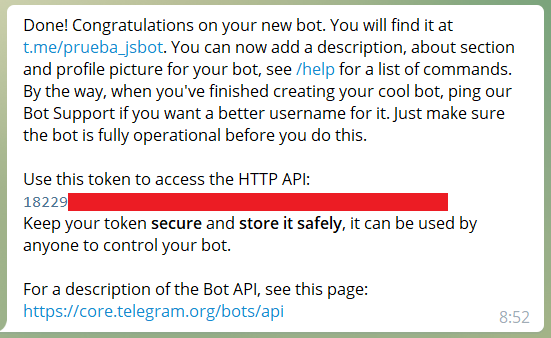 Done! Congratulations on your new bot. You will find it at
t.me/prueba_jsbot. You can now add a description, about section
and profile picture for your bot, see /help for a list of commands.
By the way, when you've finished creating your cool bot, ping our
Bot Support if you want a better username for it. Just make sure
the bot is fully operational before you do this.

Use this token to access the HTTP API:
18229
Keep your token secure and store it safely, it can be used by
anyone to control your bot.

For a description of the Bot API, see this page:
https://core.telegram.org/bots/api
8:52